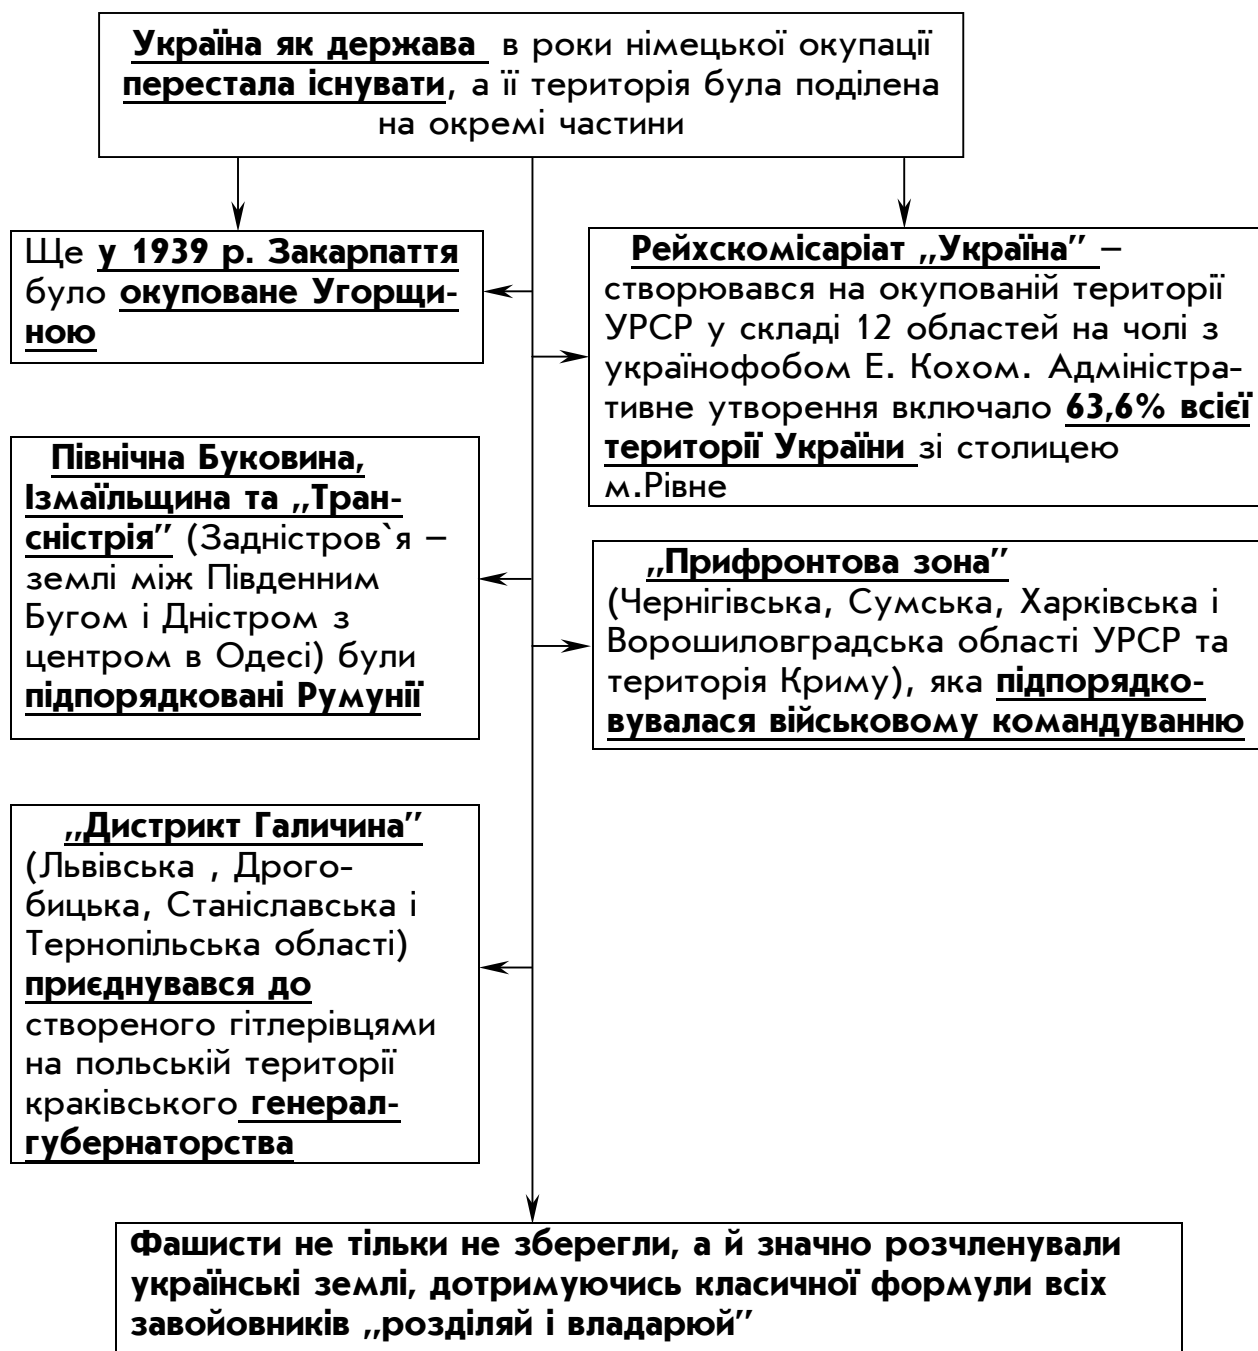 Україна як держава в роки німецької окупації
перестала існувати, а її територія була поділена
на окремі частини
Ще у 1939 р. Закарпаття
було окуповане Угорщи-
ною
Рейхскомісаріат ,,Україна” –
створювався на окупованій території
УРСР у складі 12 областей на чолі з
українофобом Е. Кохом. Адміністра-
тивне утворення включало 63,6% всієї
території України зі столицею
м.Рівне
Північна Буковина,
Ізмаїльщина та ,,Тран-
сністрія” (Задністров`я –
землі між Південним
Бугом і Дністром з
центром в Одесі) були
підпорядковані Румунії
,,Прифронтова зона”
(Чернігівська, Сумська, Харківська і
Ворошиловградська області УРСР та
територія Криму), яка підпорядко-
вувалася військовому командуванню
,,Дистрикт Галичина”
(Львівська , Дрого-
бицька, Станіславська і
Тернопільська області)
приєднувався до
створеного гітлерівцями
на польській території
краківського генерал-
губернаторства
Фашисти не тільки не зберегли, а й значно розчленували
українські землі, дотримуючись класичної формули всіх
завойовників ,,розділяй і владарюй”